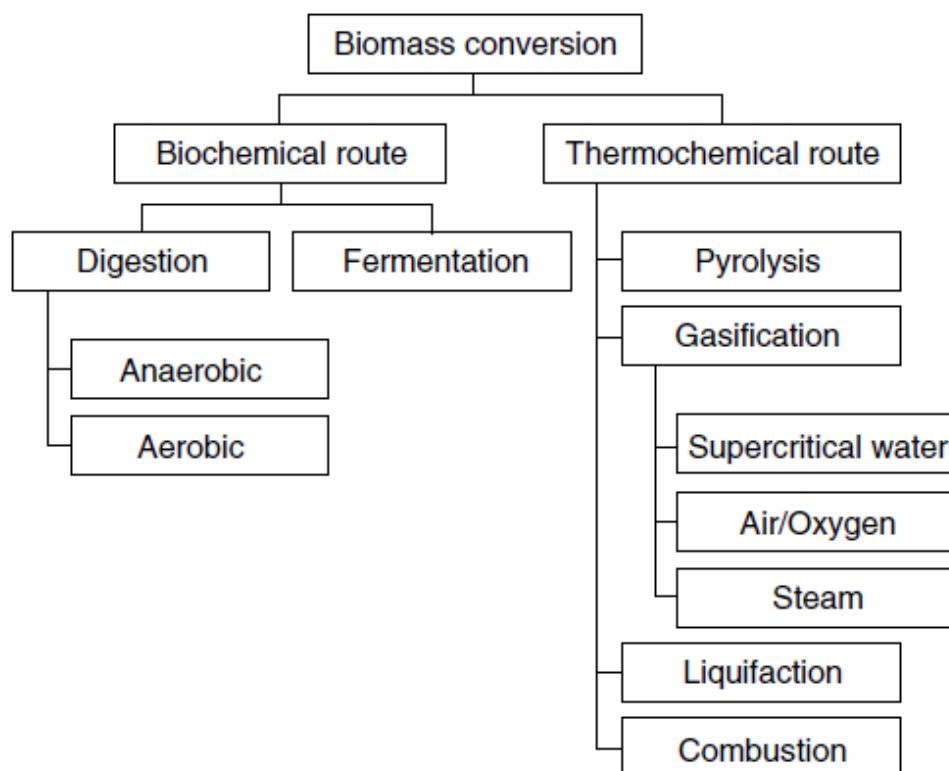 Biomass conversion
Biochemical route
Thermochemical route
Digestion
Fermentation
Pyrolysis
Gasification
Anaerobic
Aerobic
Supercritical water
Air/Oxygen
Steam
Liquifaction
Combustion